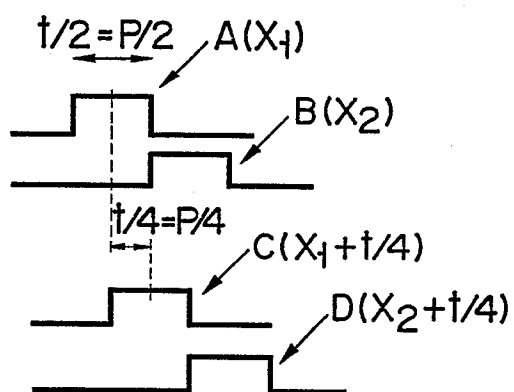 t/2=P/2
A(X1)
B(X2)
t/4=P/4
C(X1+t/4)
D(X2+t/4)